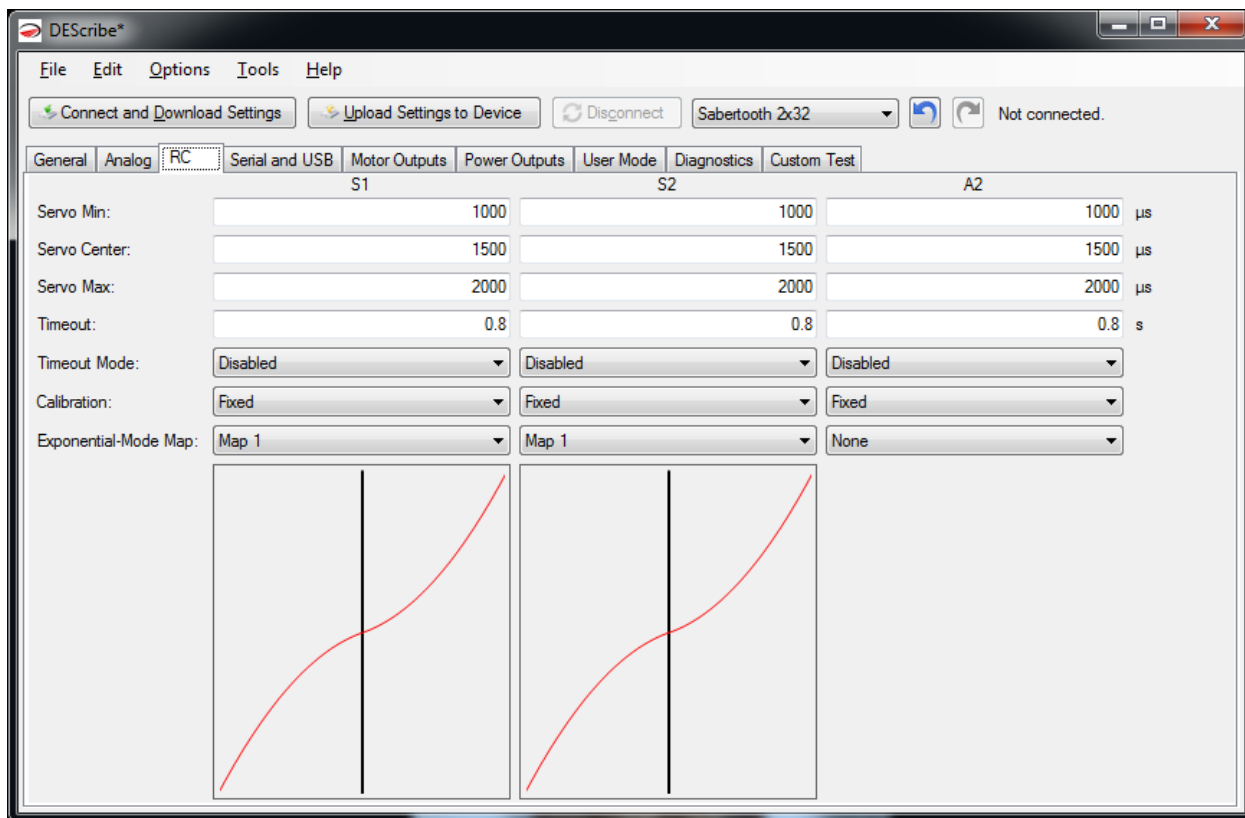 DEScribe*
File Edit Options Tools Help
Connect and Download Settings Upload Settings to Device Disconnect Sabertooth 2x32 Not connected.
General Analog RC Serial and USB Motor Outputs Power Outputs User Mode Diagnostics Custom Test
S1 S2 A2
Servo Min: 1000 1000 1000 µs
Servo Center: 1500 1500 1500 µs
Servo Max: 2000 2000 2000 µs
Timeout: 0.8 0.8 0.8 s
Timeout Mode: Disabled Disabled Disabled
Calibration: Fixed Fixed Fixed
Exponential-Mode Map: Map 1 Map 1 None